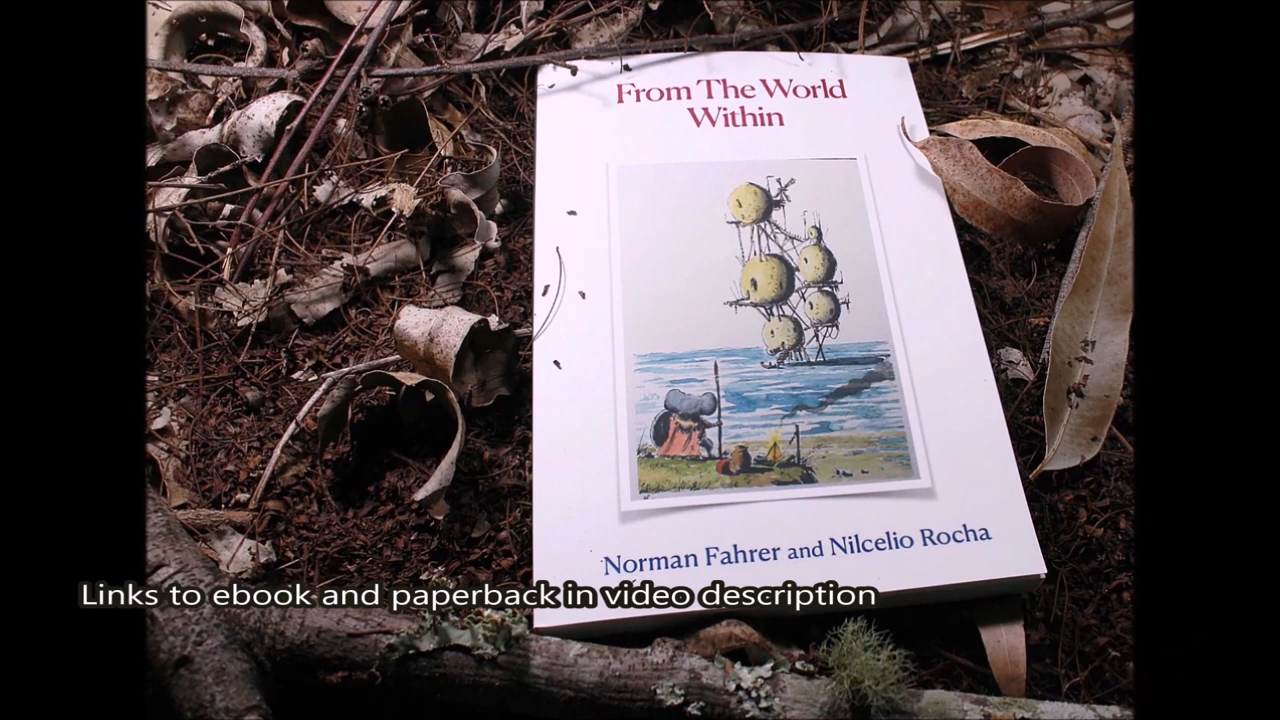 From The World
Within
Norman Fahrer and Nilcelio Rocha
Links to ebook and paperback in video description